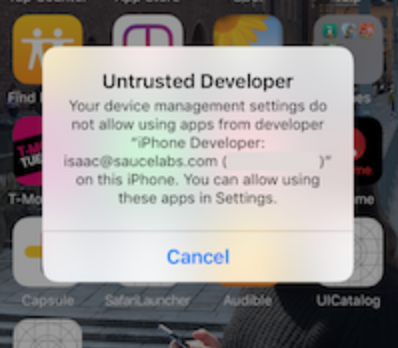 Untrusted Developer
Your device management settings do
not allow using apps from developer
“iPhone Developer:
isaac@saucelabs.com (                    )”
on this iPhone. You can allow using
these apps in Settings.
Cancel
Find
T-Mo
Capsule
SafariLauncher
Audible
UICatalog